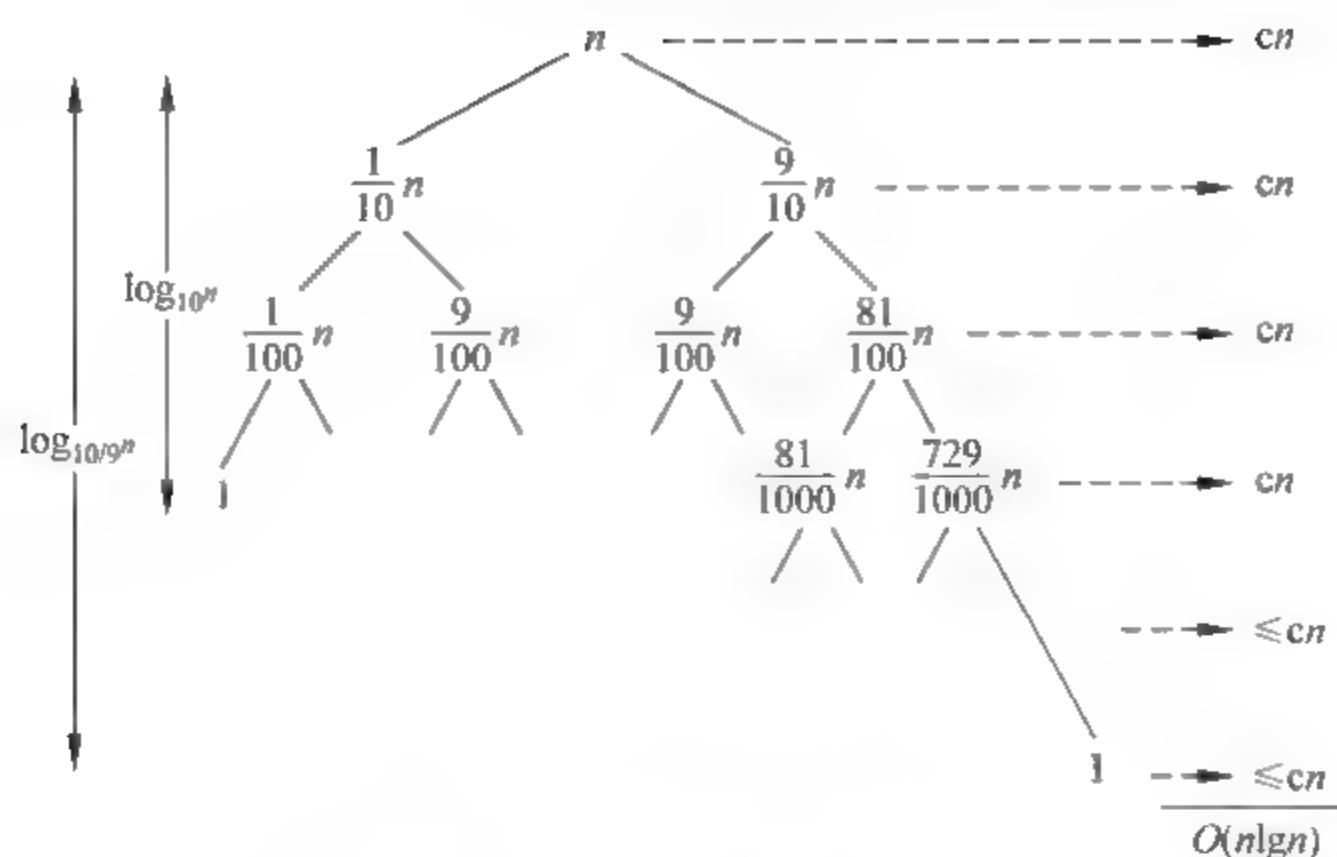 n cn
1/10 n 9/10 n cn
log₁₀ⁿ 1/100 n 9/100 n 9/100 n 81/100 n cn
log₁₀/₉ⁿ 1 81/1000 n 729/1000 n cn
≤cn
1 ≤cn
O(nlgn)